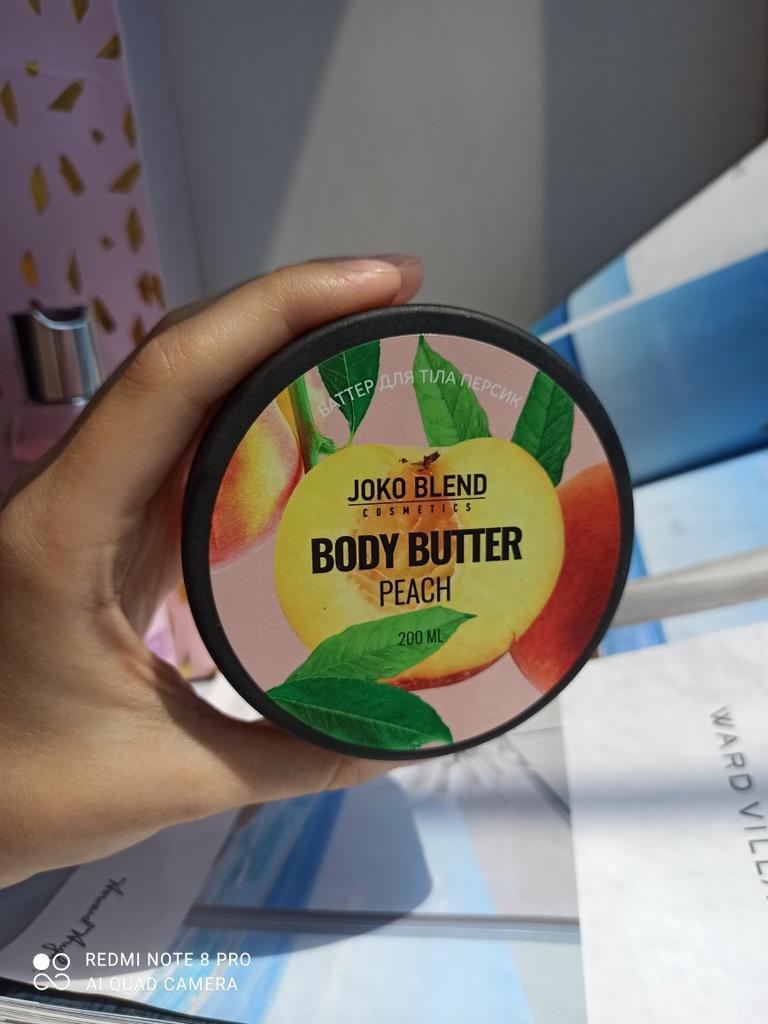 БАТТЕР ДЛЯ ТІЛА ПЕРСИК
JOKO BLEND
COSMETICS
BODY BUTTER
PEACH
200 ML
WARD VILLA
REDMI NOTE 8 PRO
AI QUAD CAMERA